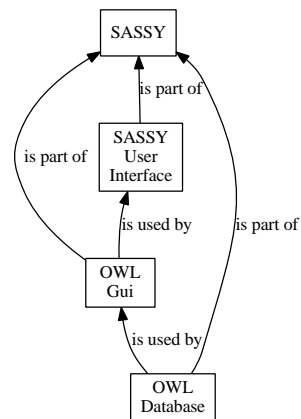 SASSY
is part of
SASSY
User
Interface
is part of
is used by
is part of
OWL
Gui
is used by
OWL
Database